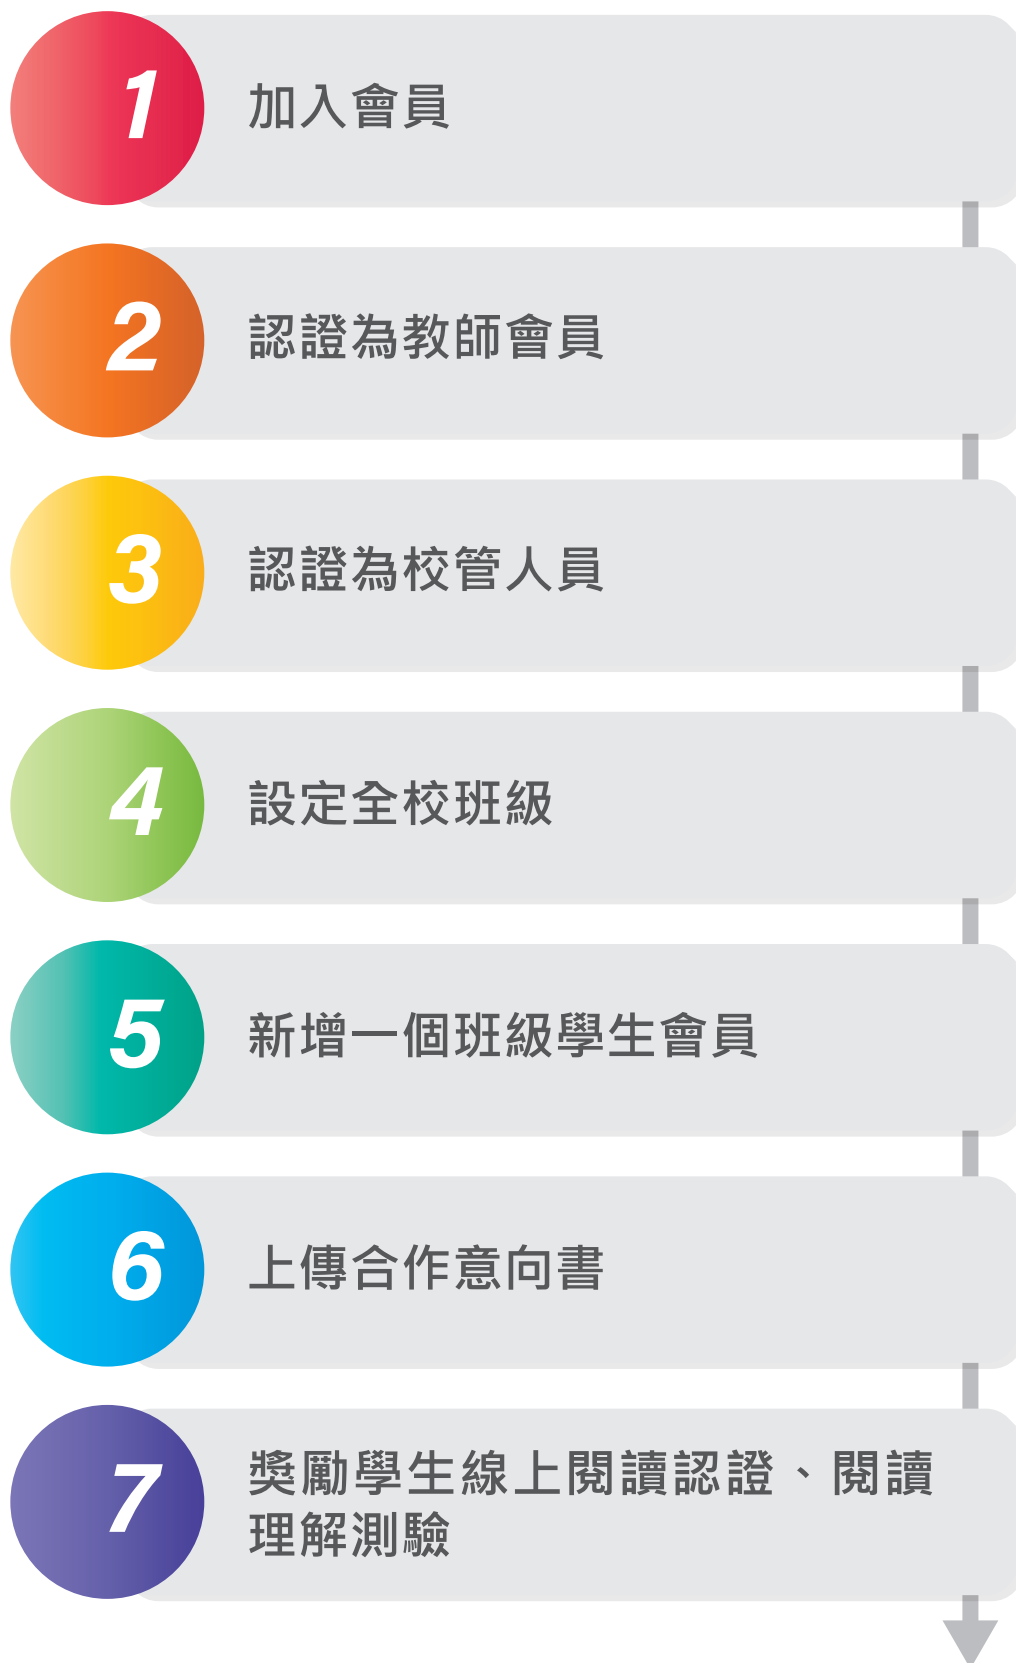 1
加入會員
2
認證為教師會員
3
認證為校管人員
4
設定全校班級
5
新增一個班級學生會員
6
上傳合作意向書
7
獎勵學生線上閱讀認證、閱讀
理解測驗